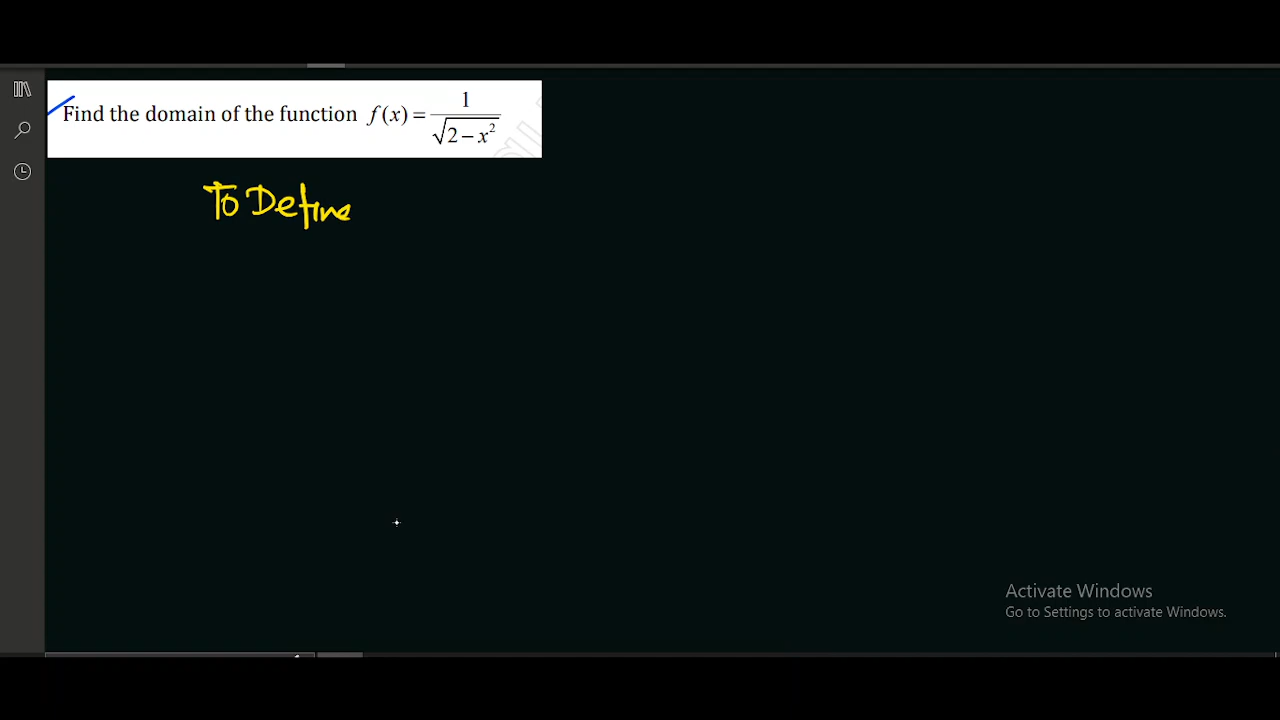 Find the domain of the function f(x) = 1/√(2 − x²)
To Define
Activate Windows
Go to Settings to activate Windows.